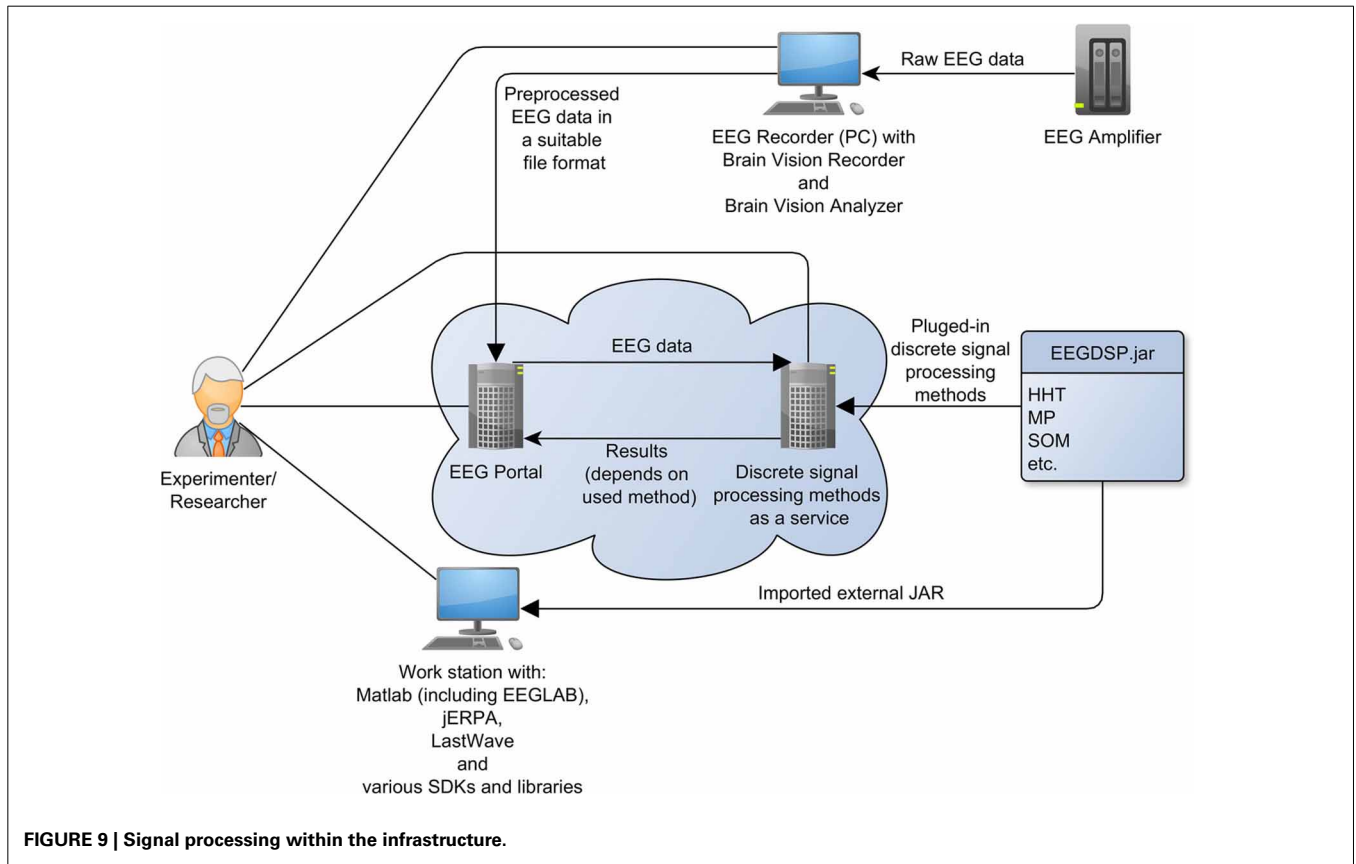 Raw EEG data
Preprocessed
EEG data in
a suitable
file format
EEG Recorder (PC) with
Brain Vision Recorder
and
Brain Vision Analyzer
EEG Amplifier
EEG data
Pluged-in
discrete signal
processing
methods
EEGDSP.jar
HHT
MP
SOM
etc.
Experimenter/
Researcher
EEG Portal
Results
(depends on
used method)
Discrete signal
processing methods
as a service
Imported external JAR
Work station with:
Matlab (including EEGLAB),
jERPA,
LastWave
and
various SDKs and libraries
FIGURE 9 | Signal processing within the infrastructure.